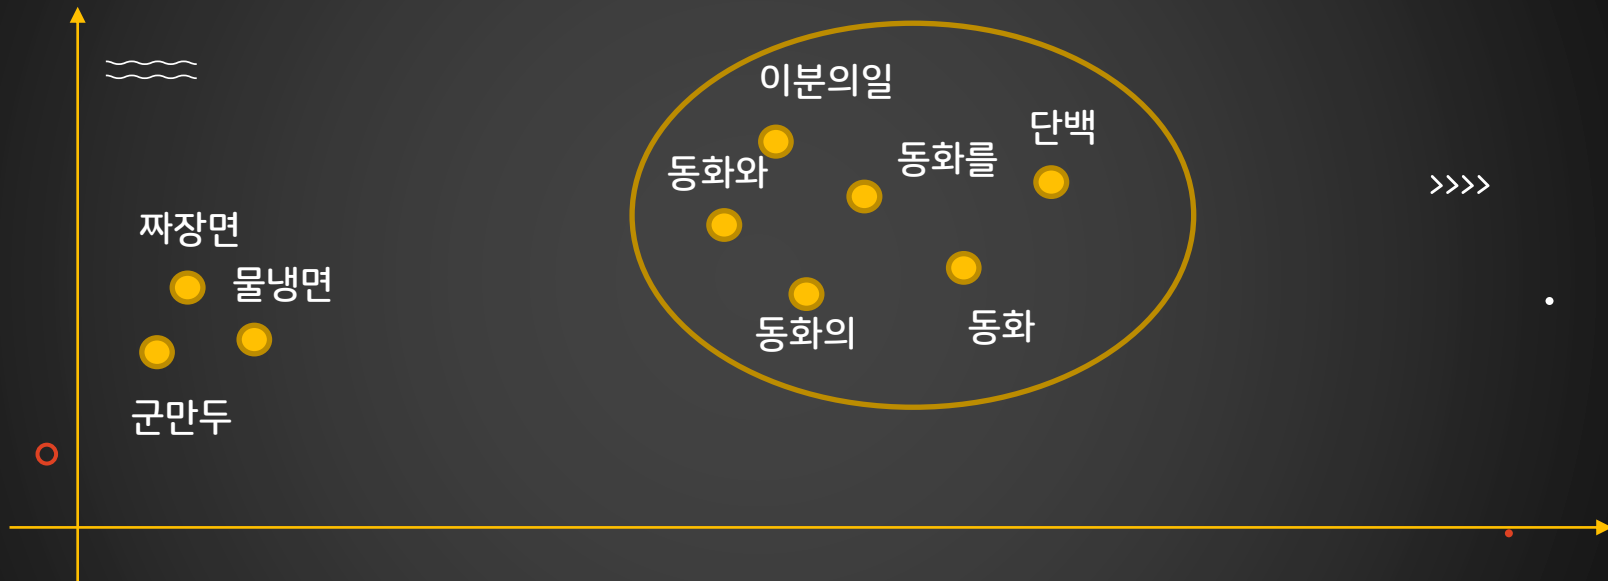 이분의일
단백
동화를
동화와
짜장면
물냉면
동화의
동화
군만두